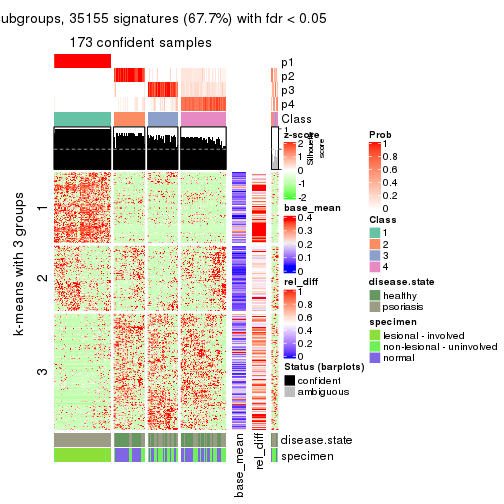 ubgroups, 35155 signatures (67.7%) with fdr < 0.05
173 confident samples
p1
p2
p3
p4
Class
1
Silhouette
score
z-score
2
1
0
-1
-2
Prob
1
0.8
0.6
0.4
0.2
0
base_mean
0.4
0.3
0.2
0.1
0
Class
1
2
3
4
rel_diff
1
0.8
0.6
0.4
0.2
0
disease.state
healthy
psoriasis
specimen
lesional - involved
non-lesional - uninvolved
normal
Status (barplots)
confident
ambiguous
k-means with 3 groups
1
2
3
base_mean
rel_diff
disease.state
specimen